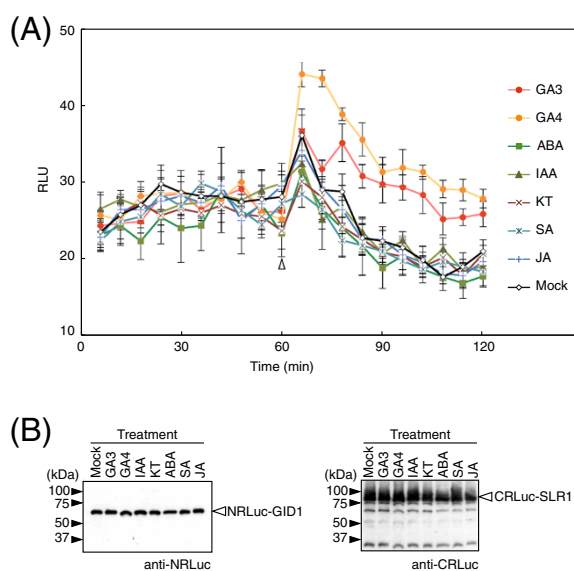 (A)
50
40
30
20
10
RLU
0 30 60 90 120
Time (min)
GA3
GA4
ABA
IAA
KT
SA
JA
Mock
(B)
Treatment
(kDa) Mock GA3 GA4 IAA KT ABA SA JA
100
75
50
37
NRLuc-GID1
anti-NRLuc
Treatment
(kDa) Mock GA3 GA4 IAA KT ABA SA JA
100
75
50
37
CRLuc-SLR1
anti-CRLuc